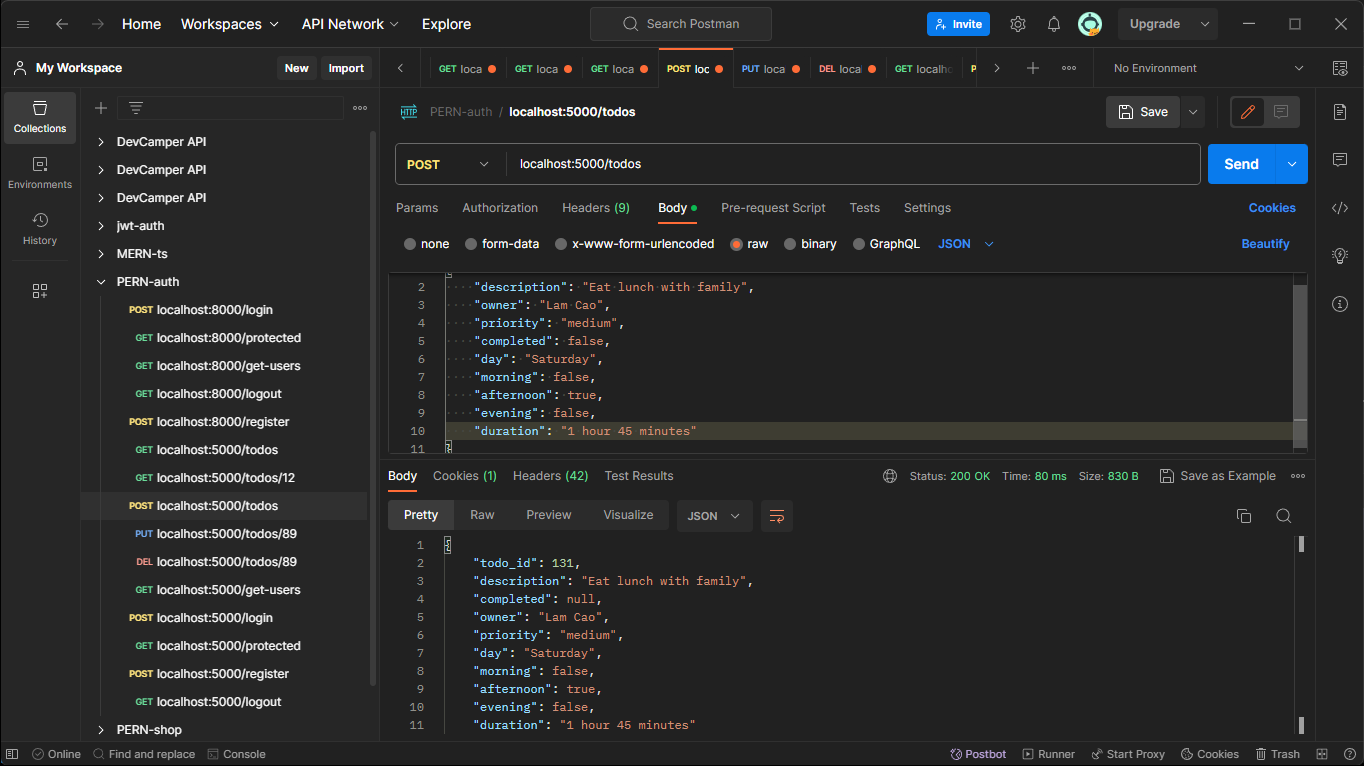 Home Workspaces API Network Explore Search Postman Invite Upgrade
My Workspace New Import
GET loca GET loca GET loca POST loc PUT loca DEL local GET localh No Environment
Collections
Environments
History
DevCamper API
DevCamper API
DevCamper API
jwt-auth
MERN-ts
PERN-auth
POST localhost:8000/login
GET localhost:8000/protected
GET localhost:8000/get-users
GET localhost:8000/logout
POST localhost:8000/register
GET localhost:5000/todos
GET localhost:5000/todos/12
POST localhost:5000/todos
PUT localhost:5000/todos/89
DEL localhost:5000/todos/89
GET localhost:5000/get-users
POST localhost:5000/login
GET localhost:5000/protected
POST localhost:5000/register
GET localhost:5000/logout
PERN-shop
HTTP PERN-auth / localhost:5000/todos Save
POST localhost:5000/todos Send
Params Authorization Headers (9) Body Pre-request Script Tests Settings Cookies
none form-data x-www-form-urlencoded raw binary GraphQL JSON Beautify
2 "description": "Eat lunch with family",
3 "owner": "Lam Cao",
4 "priority": "medium",
5 "completed": false,
6 "day": "Saturday",
7 "morning": false,
8 "afternoon": true,
9 "evening": false,
10 "duration": "1 hour 45 minutes"
11 }
Body Cookies (1) Headers (42) Test Results Status: 200 OK Time: 80 ms Size: 830 B Save as Example
Pretty Raw Preview Visualize JSON
1 {
2 "todo_id": 131,
3 "description": "Eat lunch with family",
4 "completed": null,
5 "owner": "Lam Cao",
6 "priority": "medium",
7 "day": "Saturday",
8 "morning": false,
9 "afternoon": true,
10 "evening": false,
11 "duration": "1 hour 45 minutes"
Online Find and replace Console Postbot Runner Start Proxy Cookies Trash